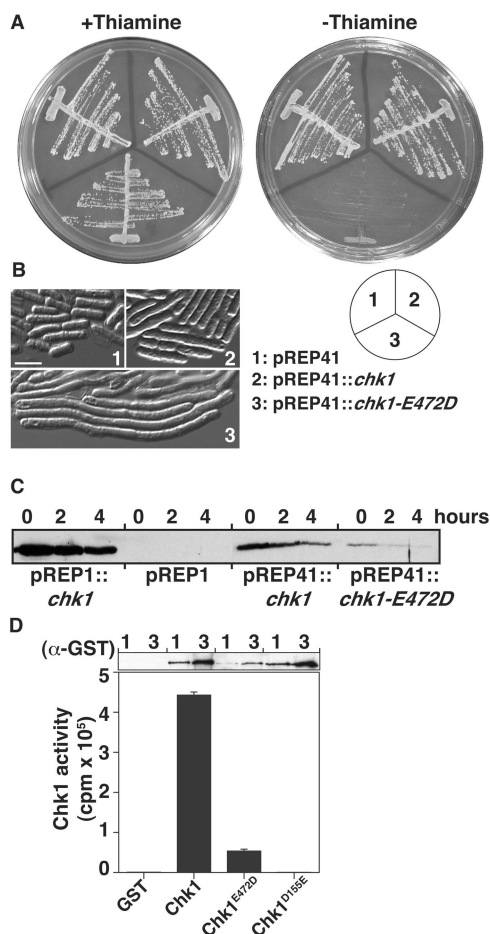 A
+Thiamine
-Thiamine
B
1
2
3
1
2
3
1: pREP41
2: pREP41::chk1
3: pREP41::chk1-E472D
C
0 2 4 0 2 4 0 2 4 0 2 4 hours
pREP1:: pREP1 pREP41:: pREP41::
chk1 chk1 chk1-E472D
D
(α-GST) 1 3 1 3 1 3 1 3
5
4
3
2
1
0
Chk1 activity
(cpm x 10⁵)
GST
Chk1
Chk1ᴱ⁴⁷²ᴰ
Chk1ᴰ¹⁵⁵ᴱ